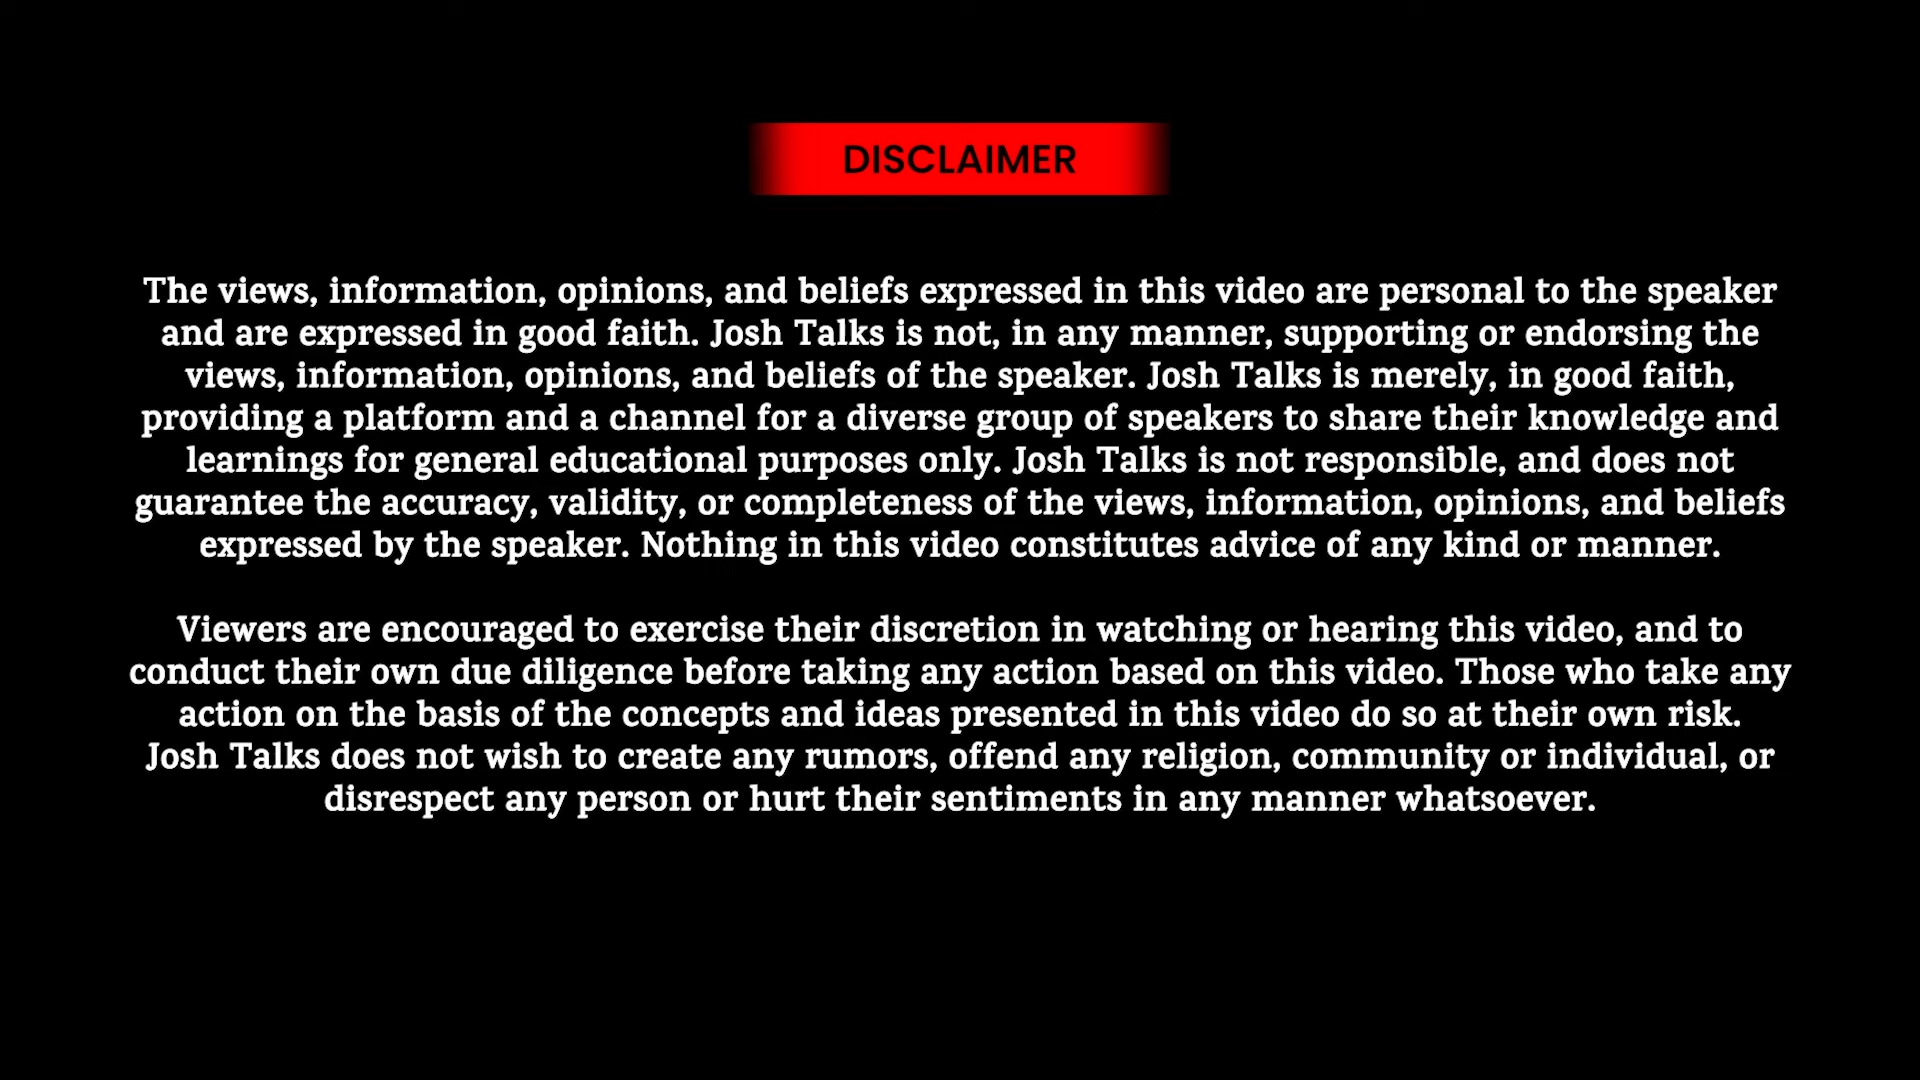 DISCLAIMER
The views, information, opinions, and beliefs expressed in this video are personal to the speaker
and are expressed in good faith. Josh Talks is not, in any manner, supporting or endorsing the
views, information, opinions, and beliefs of the speaker. Josh Talks is merely, in good faith,
providing a platform and a channel for a diverse group of speakers to share their knowledge and
learnings for general educational purposes only. Josh Talks is not responsible, and does not
guarantee the accuracy, validity, or completeness of the views, information, opinions, and beliefs
expressed by the speaker. Nothing in this video constitutes advice of any kind or manner.
Viewers are encouraged to exercise their discretion in watching or hearing this video, and to
conduct their own due diligence before taking any action based on this video. Those who take any
action on the basis of the concepts and ideas presented in this video do so at their own risk.
Josh Talks does not wish to create any rumors, offend any religion, community or individual, or
disrespect any person or hurt their sentiments in any manner whatsoever.